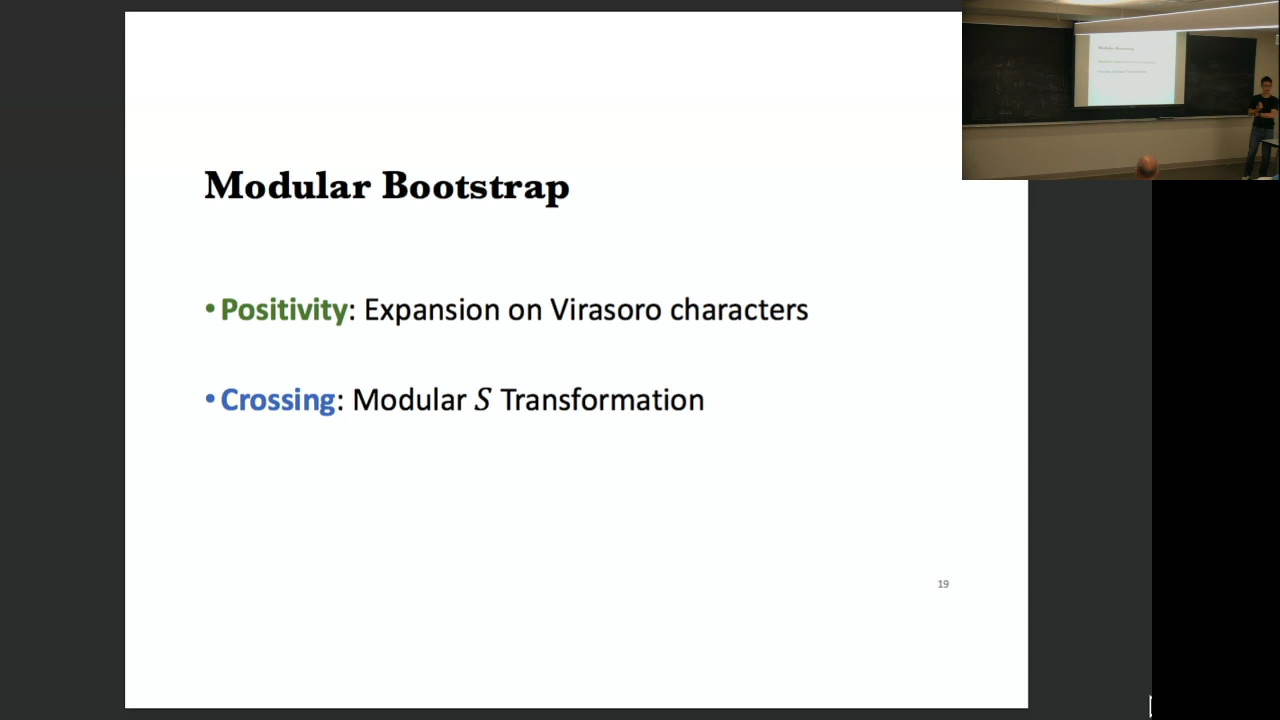 Modular Bootstrap
• Positivity: Expansion on Virasoro characters
• Crossing: Modular S Transformation
19